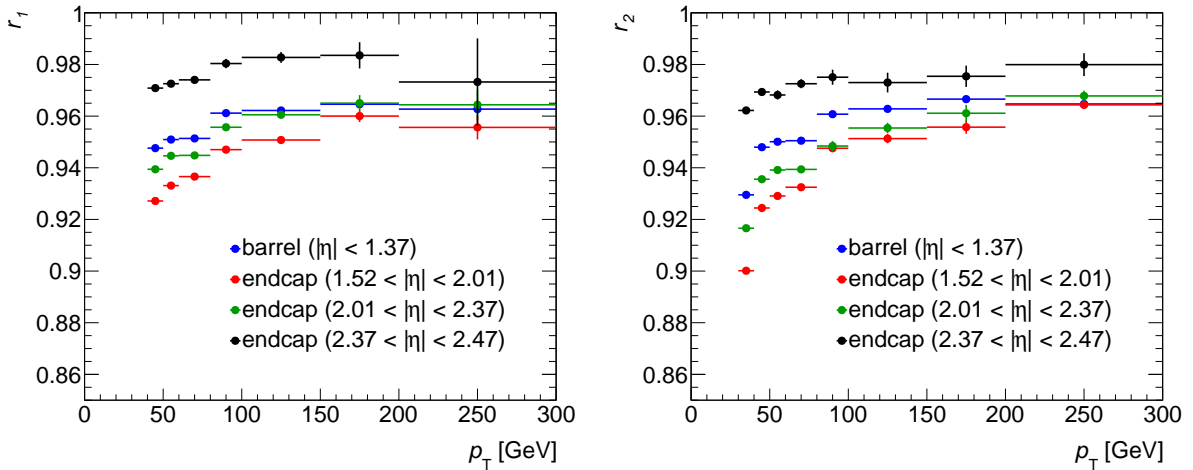 r₁
1
0.98
0.96
0.94
0.92
0.9
0.88
0.86
0 50 100 150 200 250 300
p_T [GeV]
barrel (|η| < 1.37)
endcap (1.52 < |η| < 2.01)
endcap (2.01 < |η| < 2.37)
endcap (2.37 < |η| < 2.47)
r₂
1
0.98
0.96
0.94
0.92
0.9
0.88
0.86
0 50 100 150 200 250 300
p_T [GeV]
barrel (|η| < 1.37)
endcap (1.52 < |η| < 2.01)
endcap (2.01 < |η| < 2.37)
endcap (2.37 < |η| < 2.47)